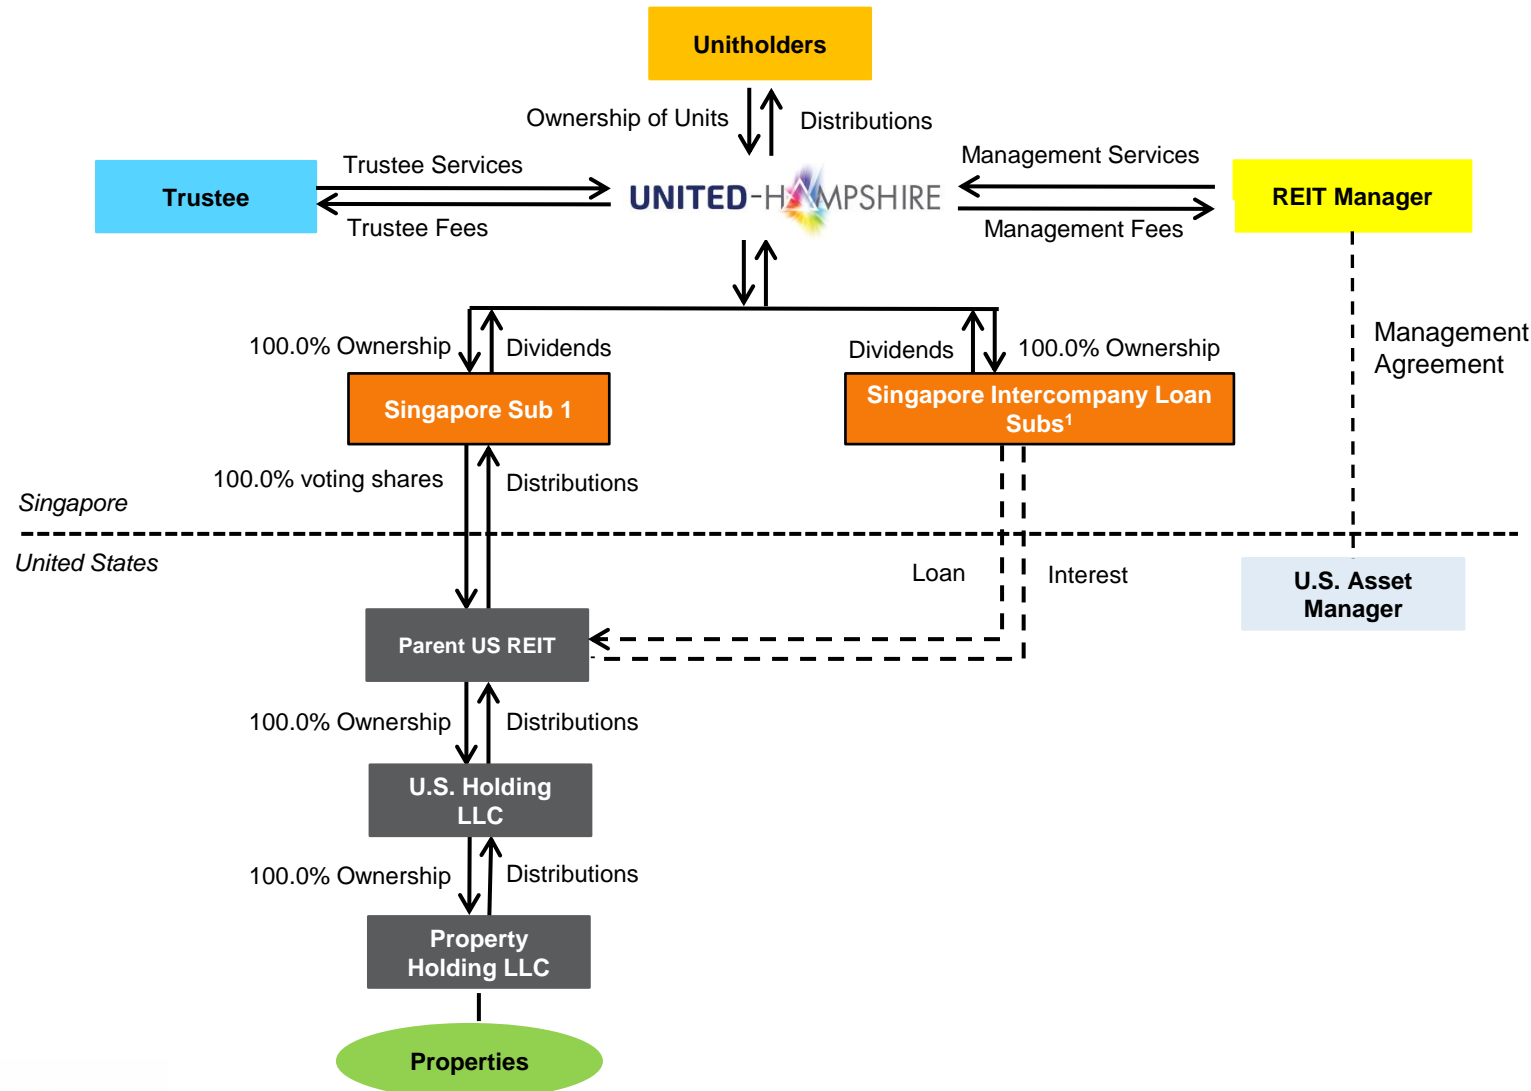 Unitholders
Ownership of Units
Distributions
Trustee
Trustee Services
Trustee Fees
UNITED-HAMPSHIRE
Management Services
Management Fees
REIT Manager
100.0% Ownership
Dividends
Dividends
100.0% Ownership
Management
Agreement
Singapore Sub 1
Singapore Intercompany Loan
Subs¹
100.0% voting shares
Distributions
Singapore
United States
Loan
Interest
U.S. Asset
Manager
Parent US REIT
100.0% Ownership
Distributions
U.S. Holding
LLC
100.0% Ownership
Distributions
Property
Holding LLC
Properties